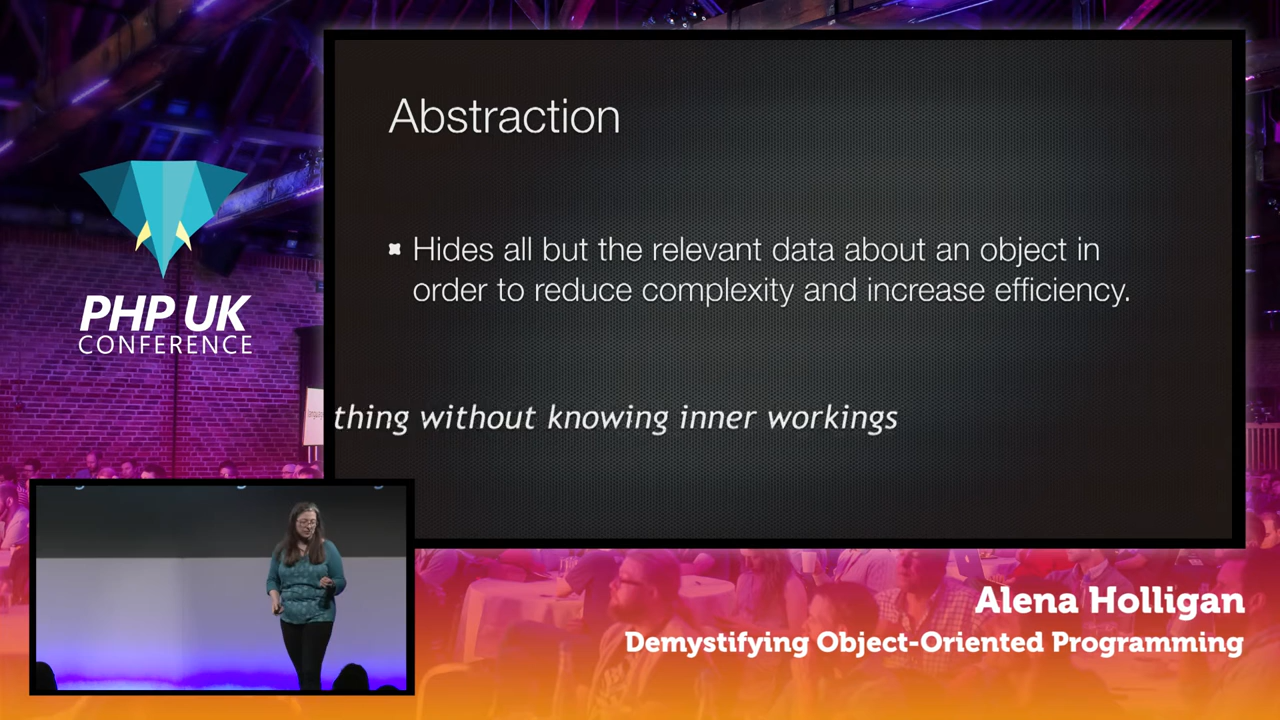 Abstraction
Hides all but the relevant data about an object in
order to reduce complexity and increase efficiency.
thing without knowing inner workings
PHP UK
CONFERENCE
Alena Holligan
Demystifying Object-Oriented Programming